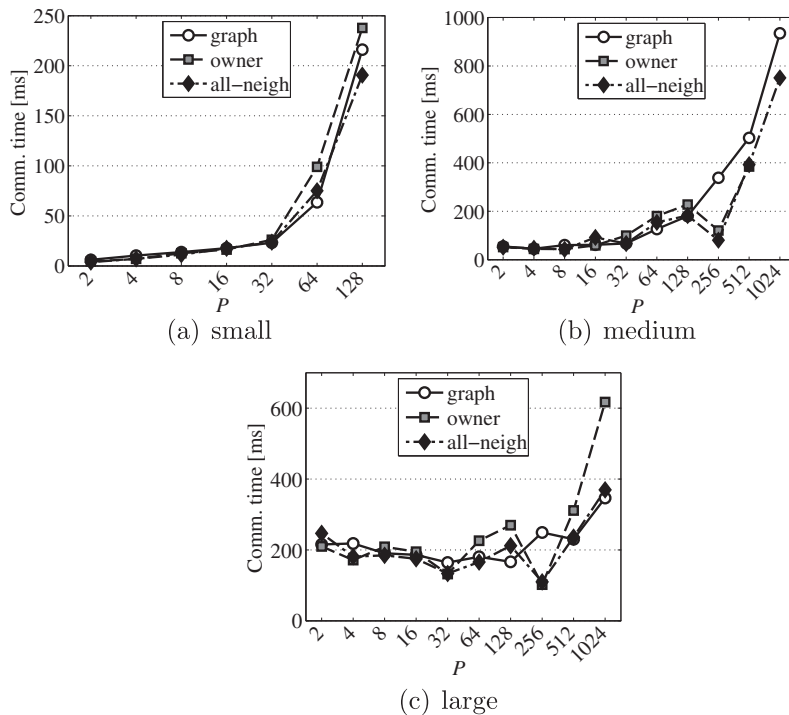 250
200
150
100
50
0
Comm. time [ms]
graph
owner
all−neigh
2
4
8
16
32
64
128
P
(a) small
1000
800
600
400
200
0
Comm. time [ms]
graph
owner
all−neigh
2
4
8
16
32
64
128
256
512
1024
P
(b) medium
600
400
200
0
Comm. time [ms]
graph
owner
all−neigh
2
4
8
16
32
64
128
256
512
1024
P
(c) large